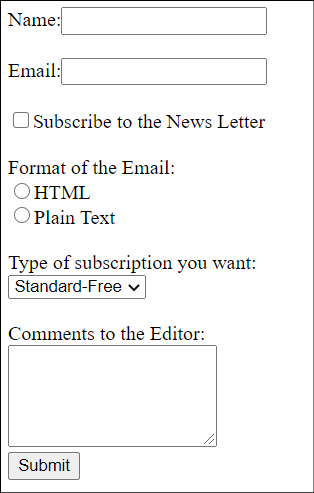 Name:
Email:
Subscribe to the News Letter
Format of the Email:
HTML
Plain Text
Type of subscription you want:
Standard-Free
Comments to the Editor:
Submit